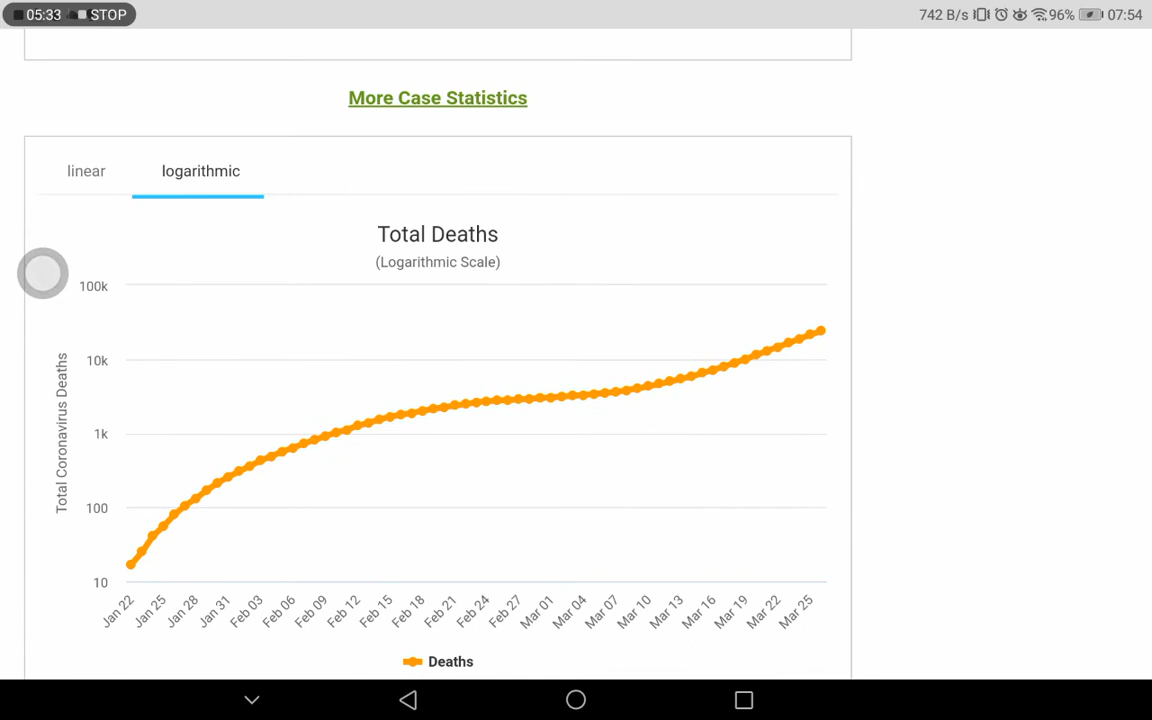 05:33 STOP 742 B/s 96% 07:54
More Case Statistics
linear logarithmic
Total Deaths
(Logarithmic Scale)
Total Coronavirus Deaths
100k
10k
1k
100
10
Jan 22 Jan 25 Jan 28 Jan 31 Feb 03 Feb 06 Feb 09 Feb 12 Feb 15 Feb 18 Feb 21 Feb 24 Feb 27 Mar 01 Mar 04 Mar 07 Mar 10 Mar 13 Mar 16 Mar 19 Mar 22 Mar 25
Deaths